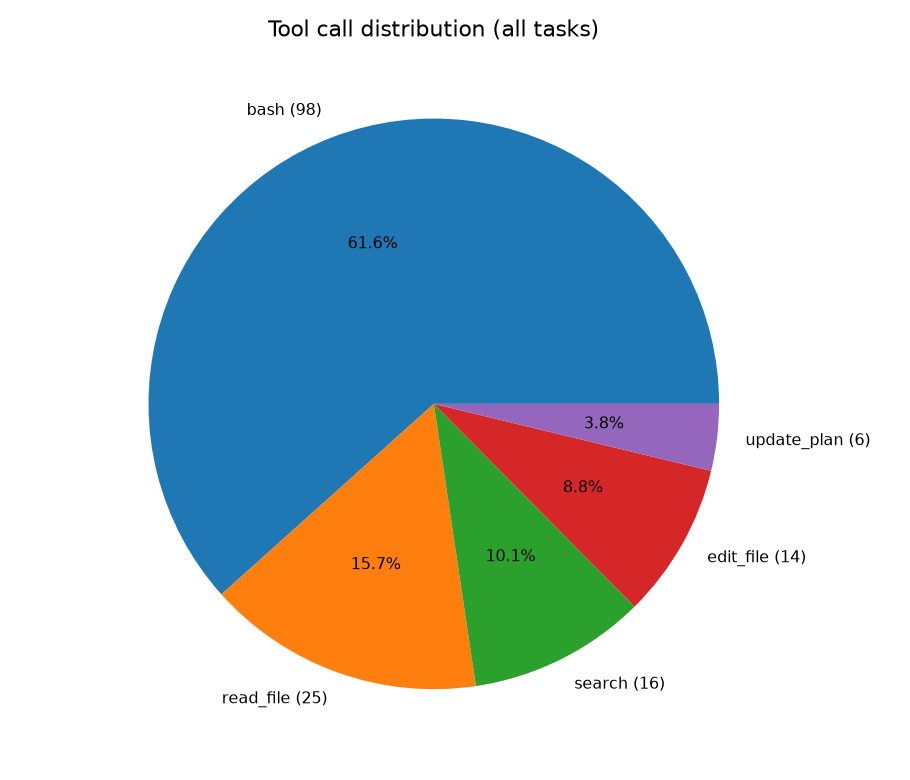 Tool call distribution (all tasks)
bash (98)
61.6%
3.8%
update_plan (6)
8.8%
edit_file (14)
10.1%
15.7%
search (16)
read_file (25)